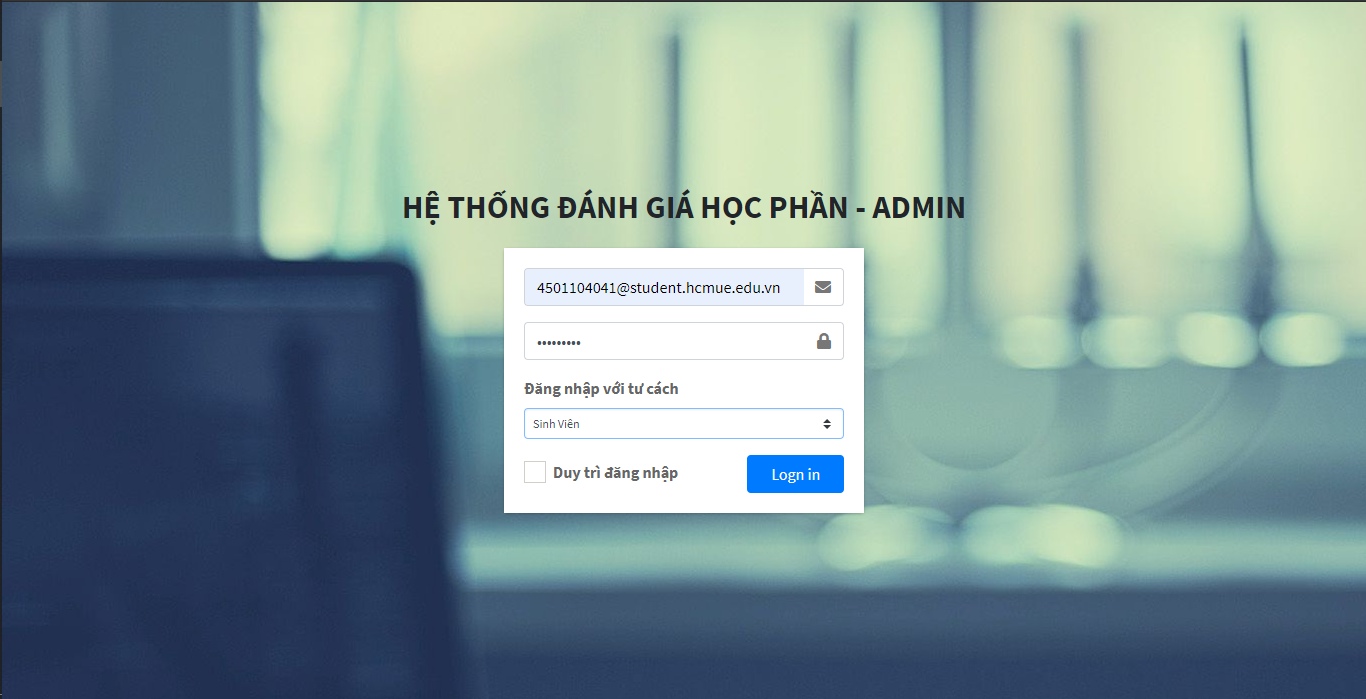 HỆ THỐNG ĐÁNH GIÁ HỌC PHẦN - ADMIN
4501104041@student.hcmue.edu.vn
•••••••••
Đăng nhập với tư cách
Sinh Viên
Duy trì đăng nhập
Logn in